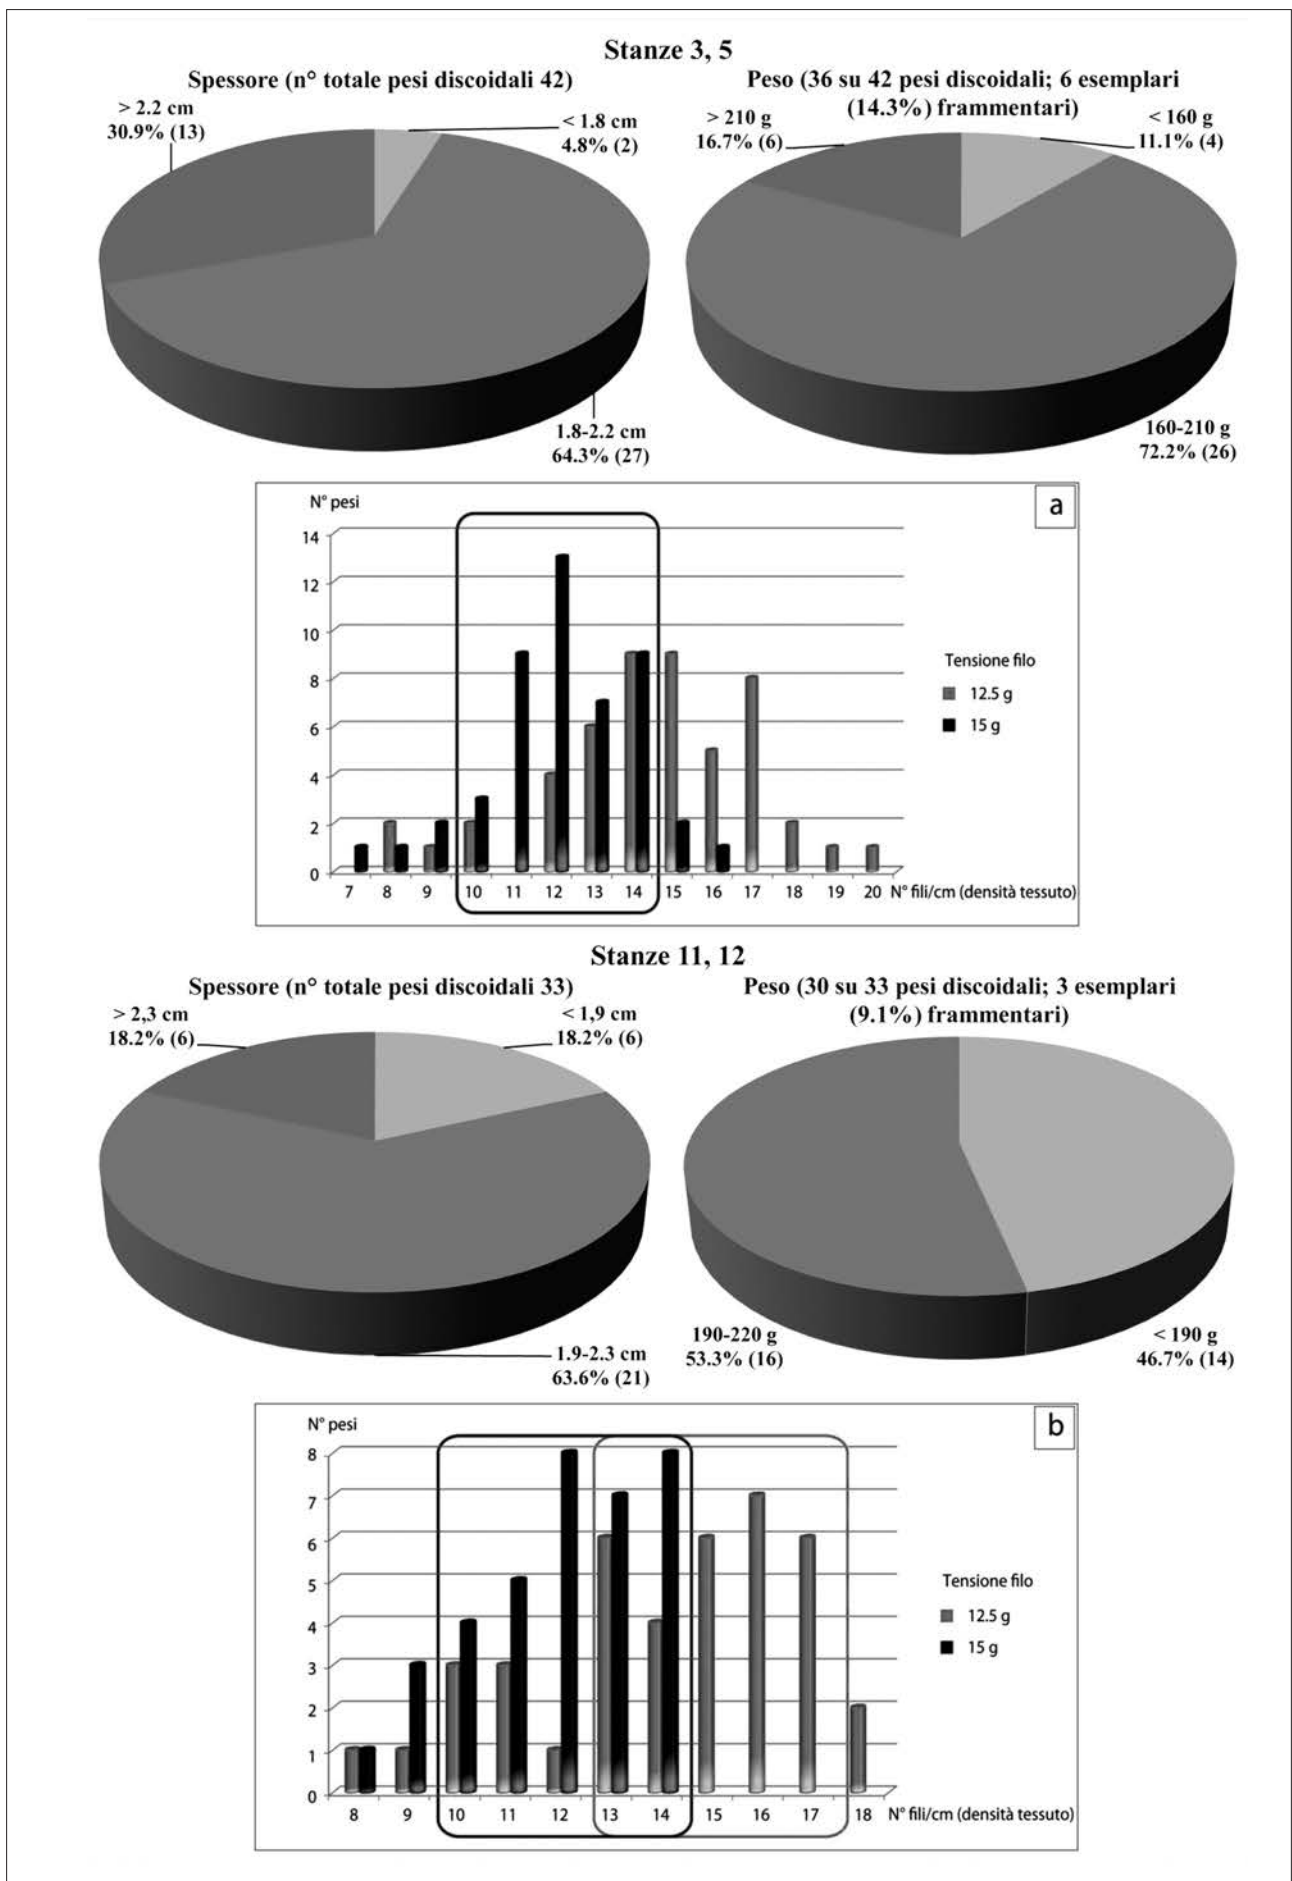 Stanze 3, 5
Spessore (n° totale pesi discoidali 42)
> 2.2 cm
30.9% (13)
< 1.8 cm
4.8% (2)
1.8-2.2 cm
64.3% (27)
Peso (36 su 42 pesi discoidali; 6 esemplari
(14.3%) frammentari)
> 210 g
16.7% (6)
< 160 g
11.1% (4)
160-210 g
72.2% (26)
a
N° pesi
14
12
10
8
6
4
2
0
7 8 9 10 11 12 13 14 15 16 17 18 19 20 N° fili/cm (densità tessuto)
Tensione filo
12.5 g
15 g
Stanze 11, 12
Spessore (n° totale pesi discoidali 33)
> 2,3 cm
18.2% (6)
< 1,9 cm
18.2% (6)
1.9-2.3 cm
63.6% (21)
Peso (30 su 33 pesi discoidali; 3 esemplari
(9.1%) frammentari)
190-220 g
53.3% (16)
< 190 g
46.7% (14)
b
N° pesi
8
7
6
5
4
3
2
1
0
8 9 10 11 12 13 14 15 16 17 18 N° fili/cm (densità tessuto)
Tensione filo
12.5 g
15 g